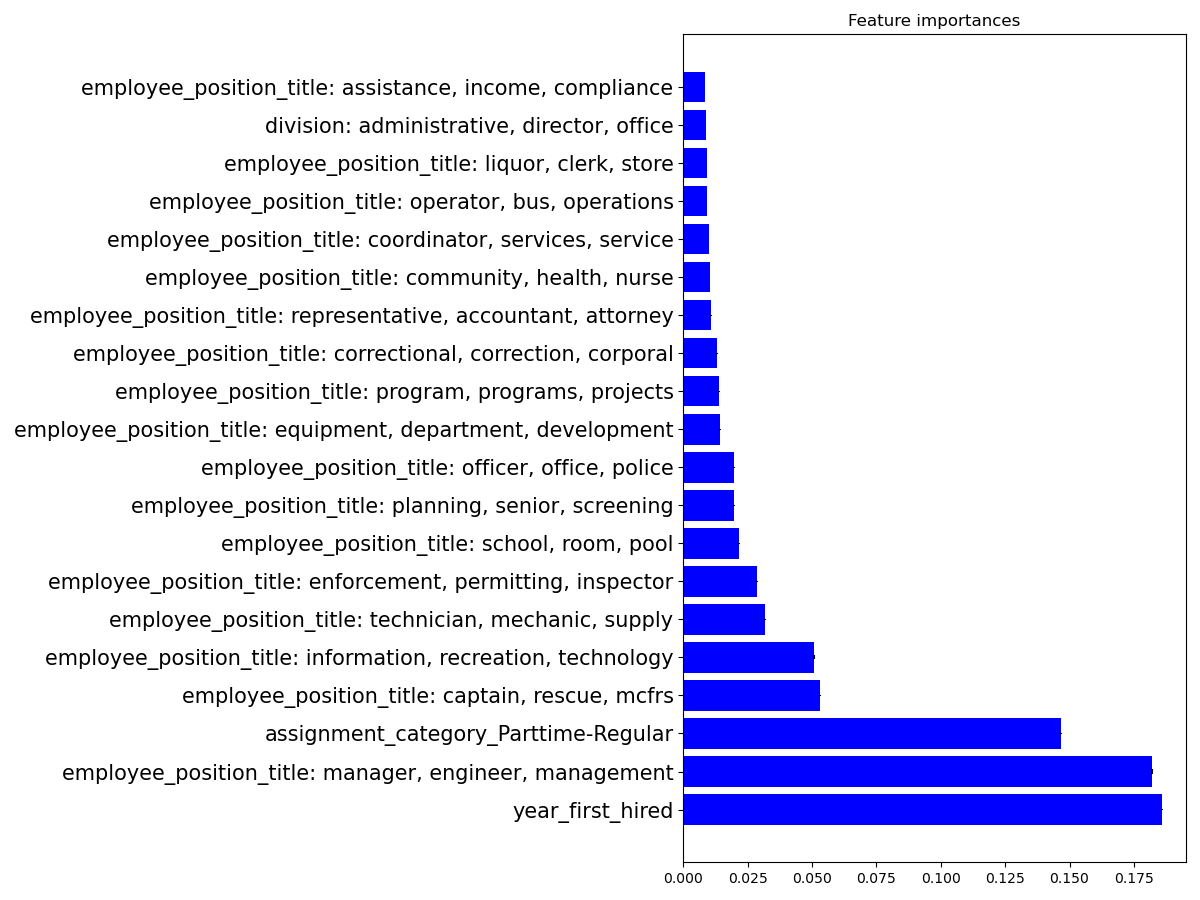 Feature importances
employee_position_title: assistance, income, compliance
division: administrative, director, office
employee_position_title: liquor, clerk, store
employee_position_title: operator, bus, operations
employee_position_title: coordinator, services, service
employee_position_title: community, health, nurse
employee_position_title: representative, accountant, attorney
employee_position_title: correctional, correction, corporal
employee_position_title: program, programs, projects
employee_position_title: equipment, department, development
employee_position_title: officer, office, police
employee_position_title: planning, senior, screening
employee_position_title: school, room, pool
employee_position_title: enforcement, permitting, inspector
employee_position_title: technician, mechanic, supply
employee_position_title: information, recreation, technology
employee_position_title: captain, rescue, mcfrs
assignment_category_Parttime-Regular
employee_position_title: manager, engineer, management
year_first_hired
0.000 0.025 0.050 0.075 0.100 0.125 0.150 0.175